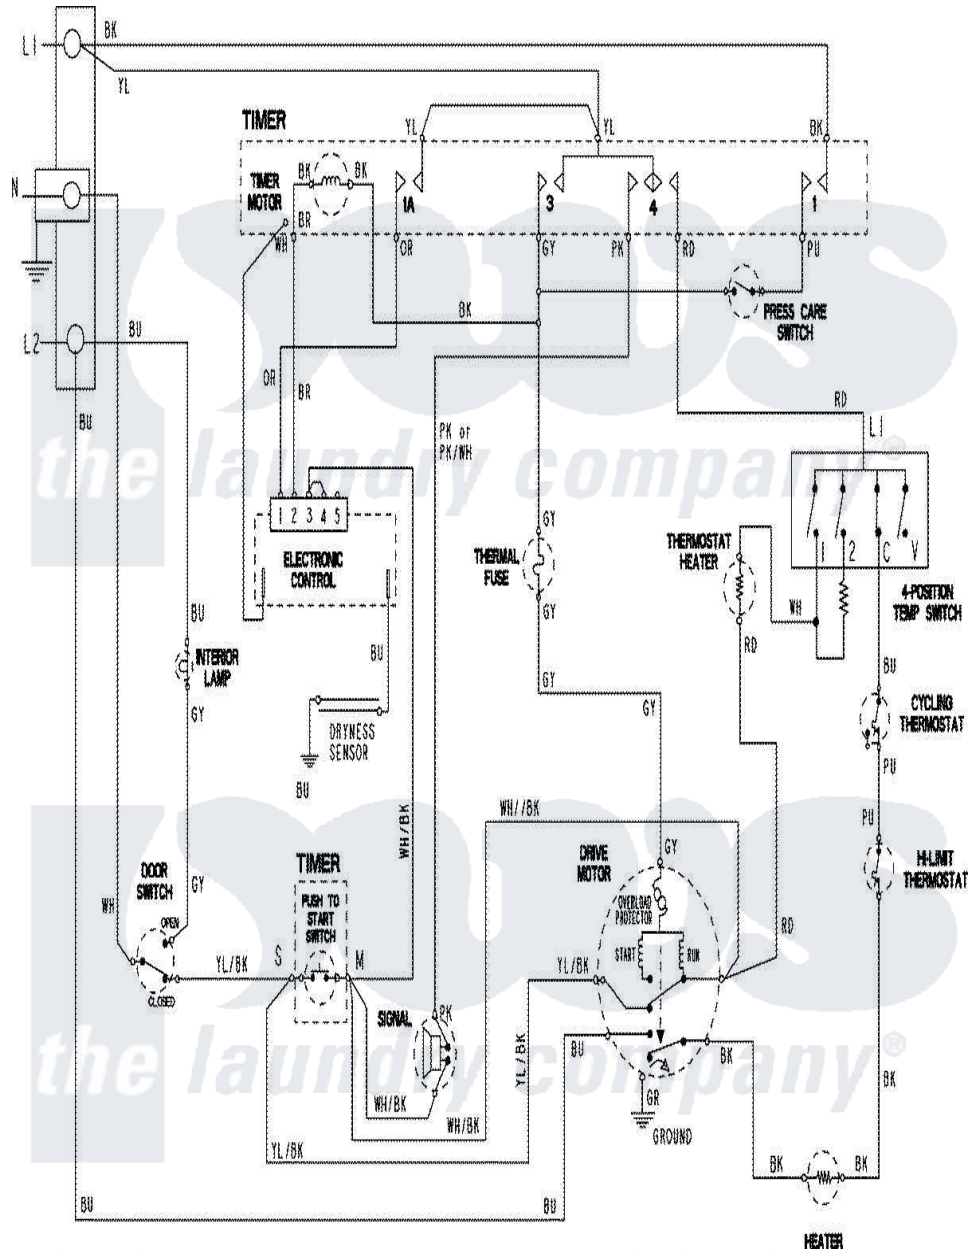 L1
BK
YL
TIMER
YL
YL
BK
N
TIMER
MOTOR
BK
BK
1A
3
4
1
BR
WH
OR
GY
PK
RD
PU
BK
PRESS CARE
SWITCH
L2
BU
OR
BR
RD
L1
BU
PK or
PK/WH
the laundry company®
1 2 3 4 5
ELECTRONIC
CONTROL
GY
THERMAL
FUSE
GY
THERMOSTAT
HEATER
1 2 C V
4-POSITION
TEMP SWITCH
WH
RD
BU
INTERIOR
LAMP
BU
BU
GY
DRYNESS
SENSOR
BU
GY
GY
CYCLING
THERMOSTAT
PU
PU
WH/BK
WH//BK
DRIVE
MOTOR
GY
HI-LIMIT
THERMOSTAT
DOOR
SWITCH
GY
WH
TIMER
PUSH TO
START
SWITCH
OVERLOAD
PROTECTOR
START
RUN
RD
OPEN
CLOSED
YL/BK
S
M
YL/BK
SIGNAL
PK
YL/BK
BU
BK
BK
the laundry company®
WH/BK
WH/BK
GR
GROUND
YL/BK
BK
BK
BU
BU
HEATER